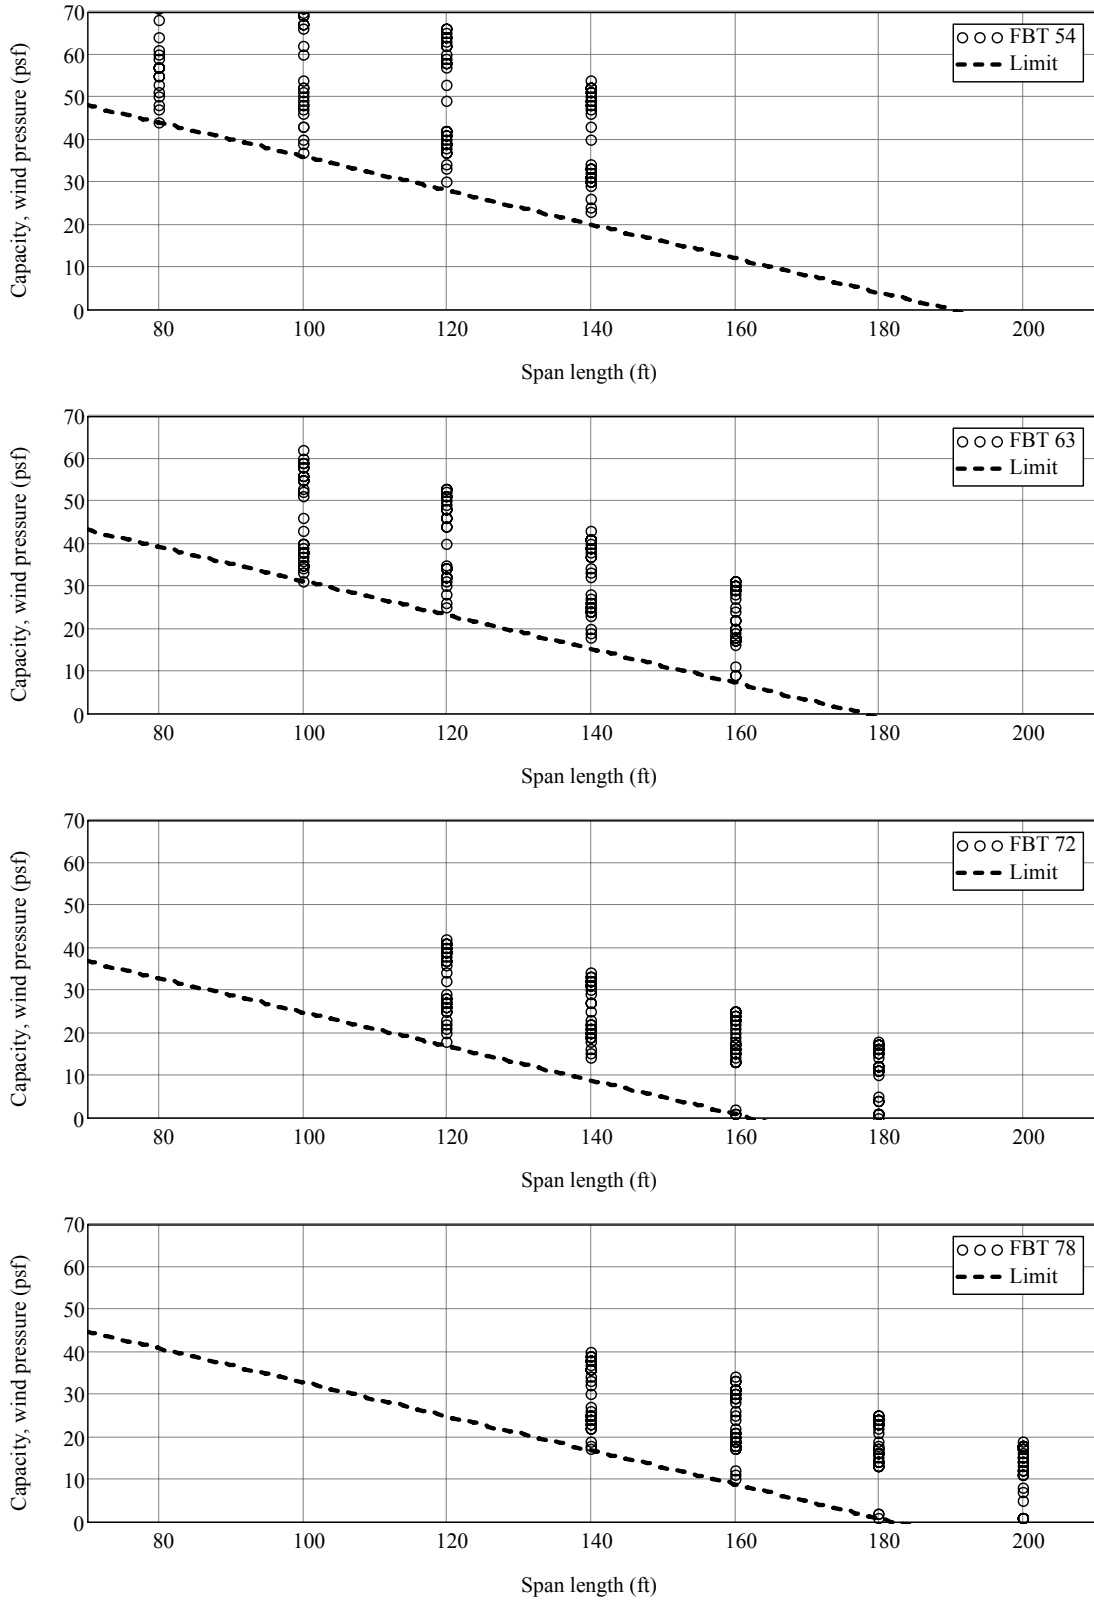 70
60
50
40
30
20
10
0
Capacity, wind pressure (psf)
FBT 54
Limit
80 100 120 140 160 180 200
Span length (ft)
70
60
50
40
30
20
10
0
Capacity, wind pressure (psf)
FBT 63
Limit
80 100 120 140 160 180 200
Span length (ft)
70
60
50
40
30
20
10
0
Capacity, wind pressure (psf)
FBT 72
Limit
80 100 120 140 160 180 200
Span length (ft)
70
60
50
40
30
20
10
0
Capacity, wind pressure (psf)
FBT 78
Limit
80 100 120 140 160 180 200
Span length (ft)